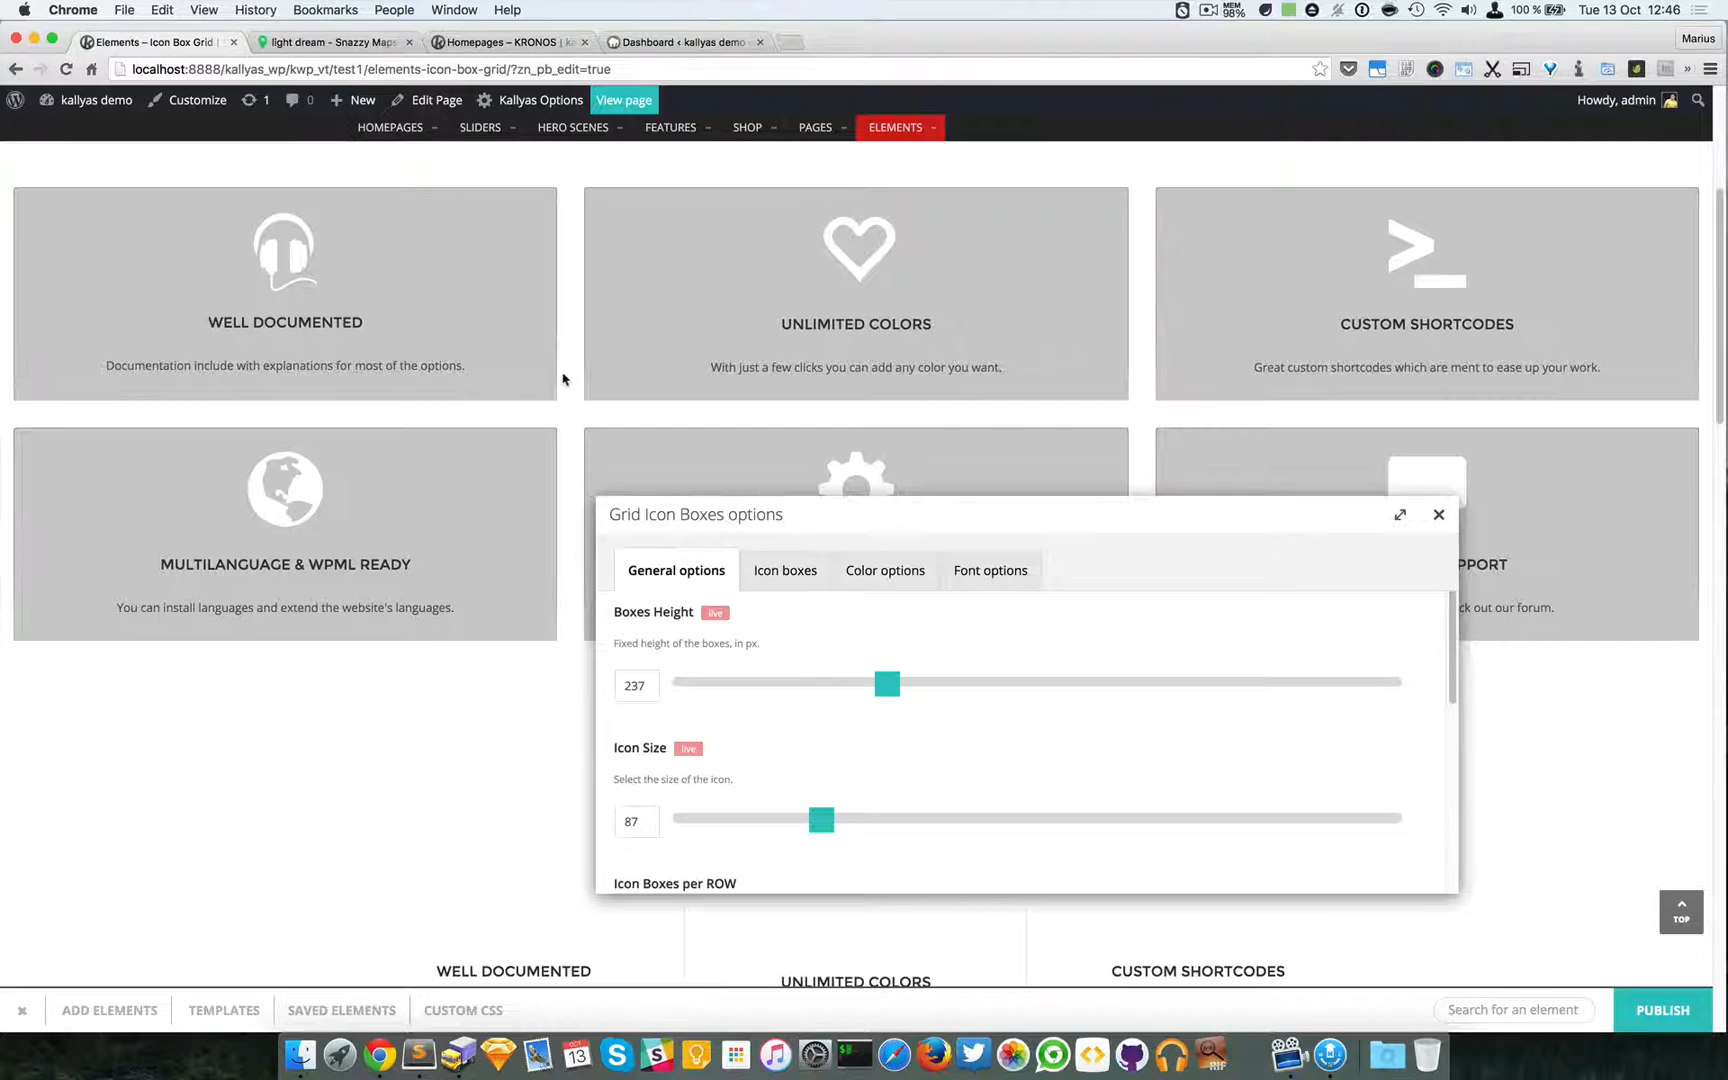 Chrome File Edit View History Bookmarks People Window Help
MEM 98% 100 % Tue 13 Oct 12:46
Elements – Icon Box Grid | light dream - Snazzy Maps Homepages – KRONOS | ka Dashboard ‹ kallyas demo Marius
localhost:8888/kallyas_wp/kwp_vt/test1/elements-icon-box-grid/?zn_pb_edit=true
kallyas demo Customize 1 0 New Edit Page Kallyas Options View page Howdy, admin
HOMEPAGES SLIDERS HERO SCENES FEATURES SHOP PAGES ELEMENTS
WELL DOCUMENTED
Documentation include with explanations for most of the options.
UNLIMITED COLORS
With just a few clicks you can add any color you want.
CUSTOM SHORTCODES
Great custom shortcodes which are ment to ease up your work.
MULTILANGUAGE & WPML READY
You can install languages and extend the website's languages.
PPORT
ck out our forum.
Grid Icon Boxes options
General options Icon boxes Color options Font options
Boxes Height live
Fixed height of the boxes, in px.
237
Icon Size live
Select the size of the icon.
87
Icon Boxes per ROW
TOP
WELL DOCUMENTED
UNLIMITED COLORS
CUSTOM SHORTCODES
ADD ELEMENTS TEMPLATES SAVED ELEMENTS CUSTOM CSS Search for an element PUBLISH
OCT
13
RIF